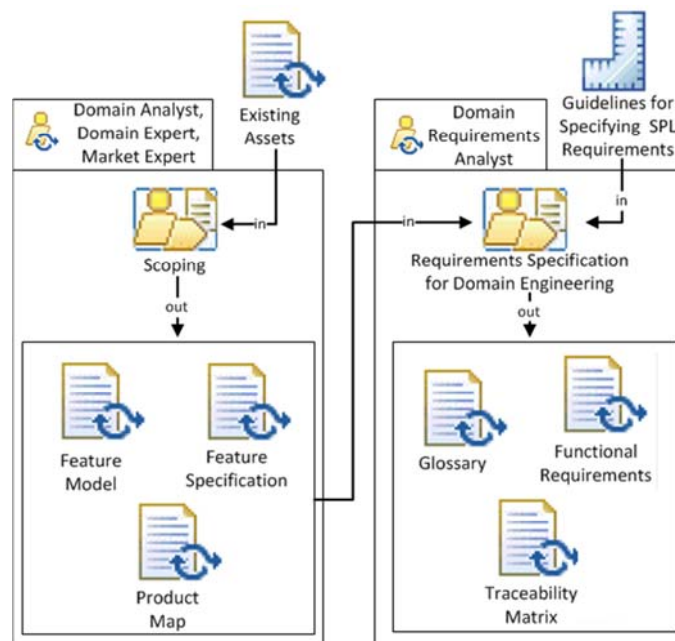 Domain Analyst,
Domain Expert,
Market Expert
Existing
Assets
in
Scoping
out
Feature
Model
Feature
Specification
Product
Map
Domain
Requirements
Analyst
Guidelines for
Specifying SPL
Requirements
in
in
Requirements Specification
for Domain Engineering
out
Glossary
Functional
Requirements
Traceability
Matrix